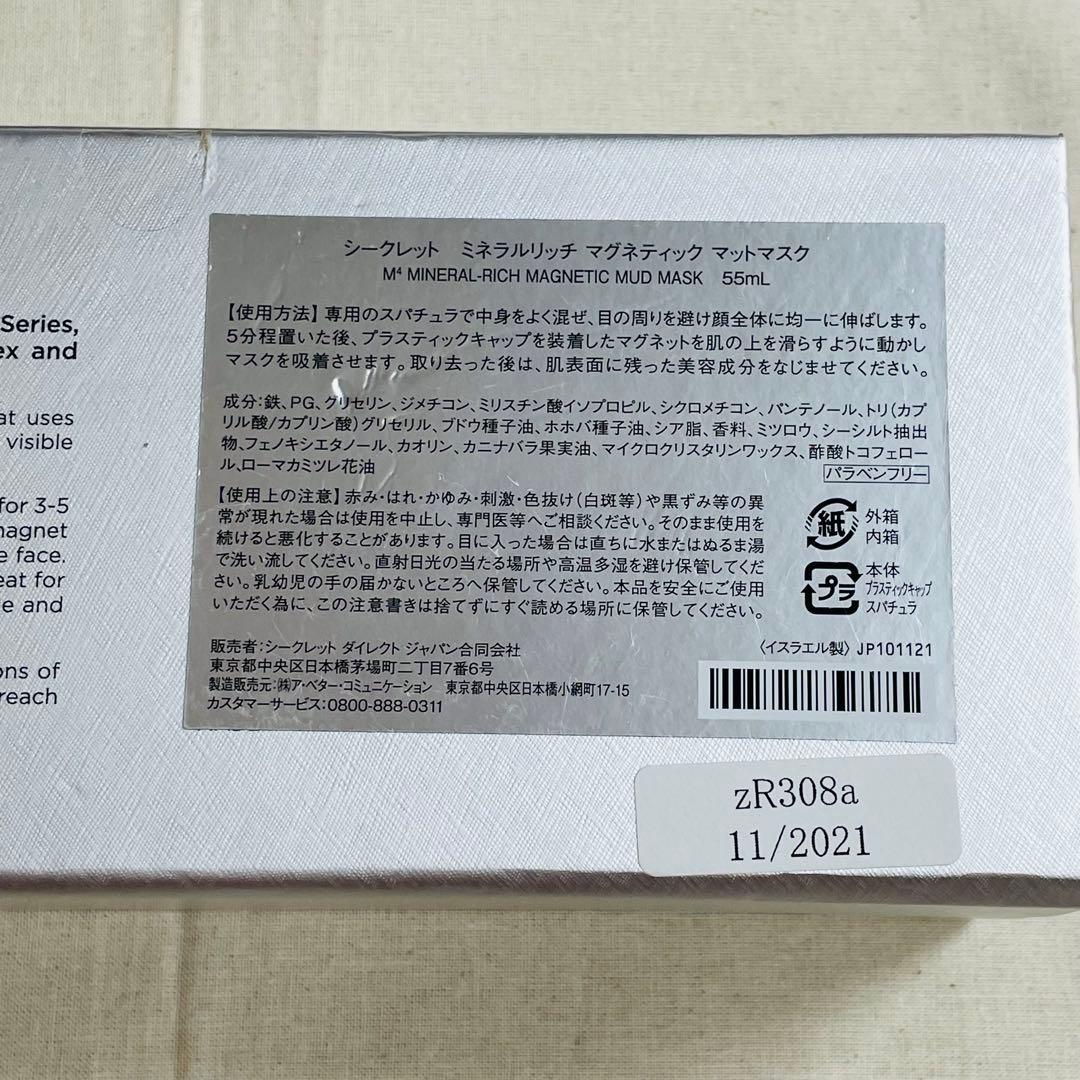 Series,
ex and
at uses
visible
for 3-5
magnet
e face.
eat for
e and
ons of
reach
シークレット　ミネラルリッチ マグネティック マットマスク
M⁴ MINERAL-RICH MAGNETIC MUD MASK　55mL
【使用方法】専用のスパチュラで中身をよく混ぜ、目の周りを避け顔全体に均一に伸ばします。
5分程置いた後、プラスティックキャップを装着したマグネットを肌の上を滑らすように動かし
マスクを吸着させます。取り去った後は、肌表面に残った美容成分をなじませてください。
成分:鉄、PG、グリセリン、ジメチコン、ミリスチン酸イソプロピル、シクロメチコン、パンテノール、トリ(カプ
リル酸/カプリン酸)グリセリル、ブドウ種子油、ホホバ種子油、シア脂、香料、ミツロウ、シーシルト抽出
物、フェノキシエタノール、カオリン、カニナバラ果実油、マイクロクリスタリンワックス、酢酸トコフェロー
ル、ローマカミツレ花油
パラベンフリー
【使用上の注意】赤み・はれ・かゆみ・刺激・色抜け(白斑等)や黒ずみ等の異
常が現れた場合は使用を中止し、専門医等へご相談ください。そのまま使用を
続けると悪化することがあります。目に入った場合は直ちに水またはぬるま湯
で洗い流してください。直射日光の当たる場所や高温多湿を避け保管してくださ
い。乳幼児の手の届かないところへ保管してください。本品を安全にご使用
いただく為に、この注意書きは捨てずにすぐ読める場所に保管してください。
紙 外箱
内箱
プラ 本体
プラスティックキャップ
スパチュラ
販売者:シークレット ダイレクト ジャパン合同会社
東京都中央区日本橋茅場町二丁目7番6号
製造販売元:㈱ア・ベター・コミュニケーション　東京都中央区日本橋小網町17-15
カスタマーサービス:0800-888-0311
〈イスラエル製〉JP101121
zR308a
11/2021